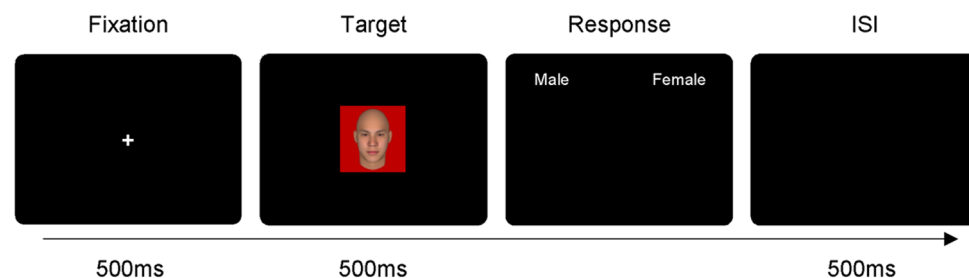 Fixation
Target
Response
ISI
+
Male
Female
500ms
500ms
500ms